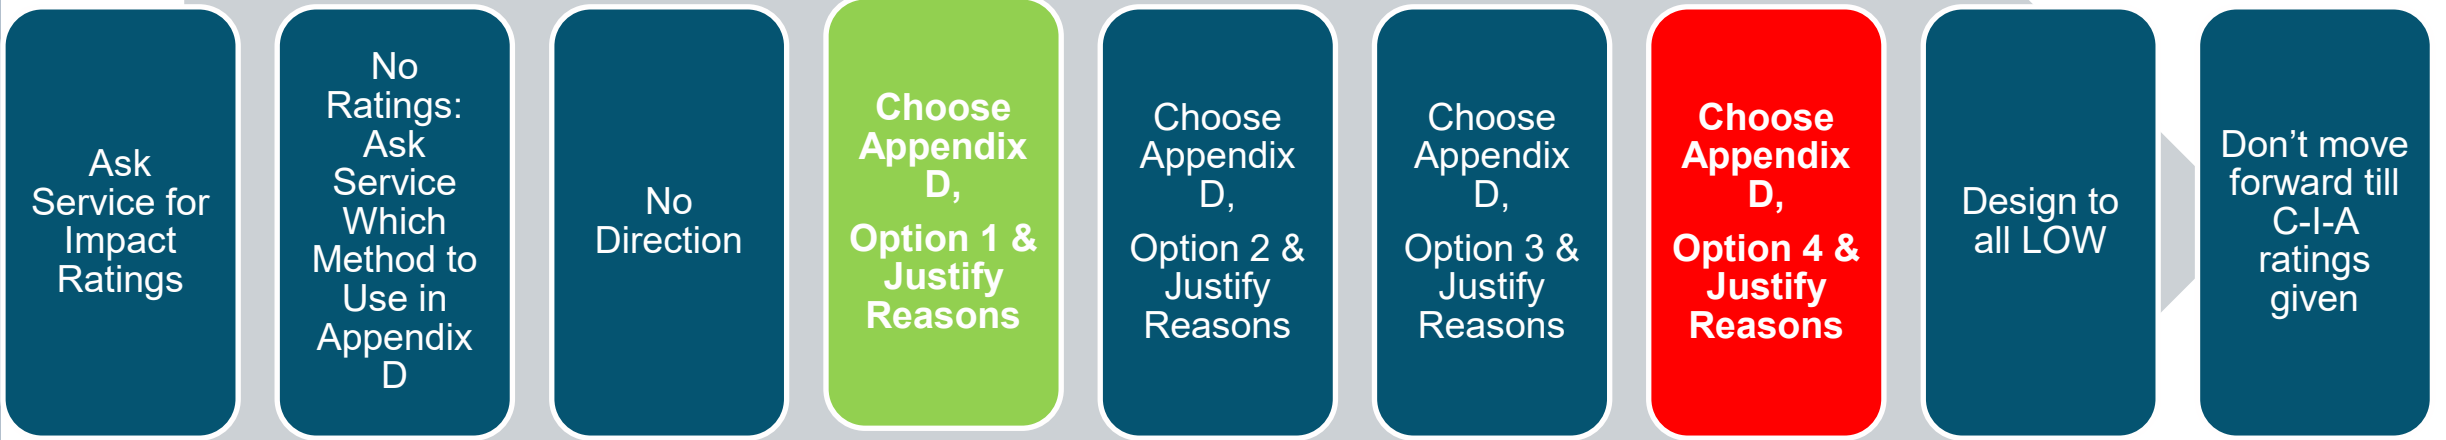 Ask
Service for
Impact
Ratings
No
Ratings:
Ask
Service
Which
Method to
Use in
Appendix
D
No
Direction
Choose
Appendix
D,
Option 1 &
Justify
Reasons
Choose
Appendix
D,
Option 2 &
Justify
Reasons
Choose
Appendix
D,
Option 3 &
Justify
Reasons
Choose
Appendix
D,
Option 4 &
Justify
Reasons
Design to
all LOW
Don’t move
forward till
C-I-A
ratings
given